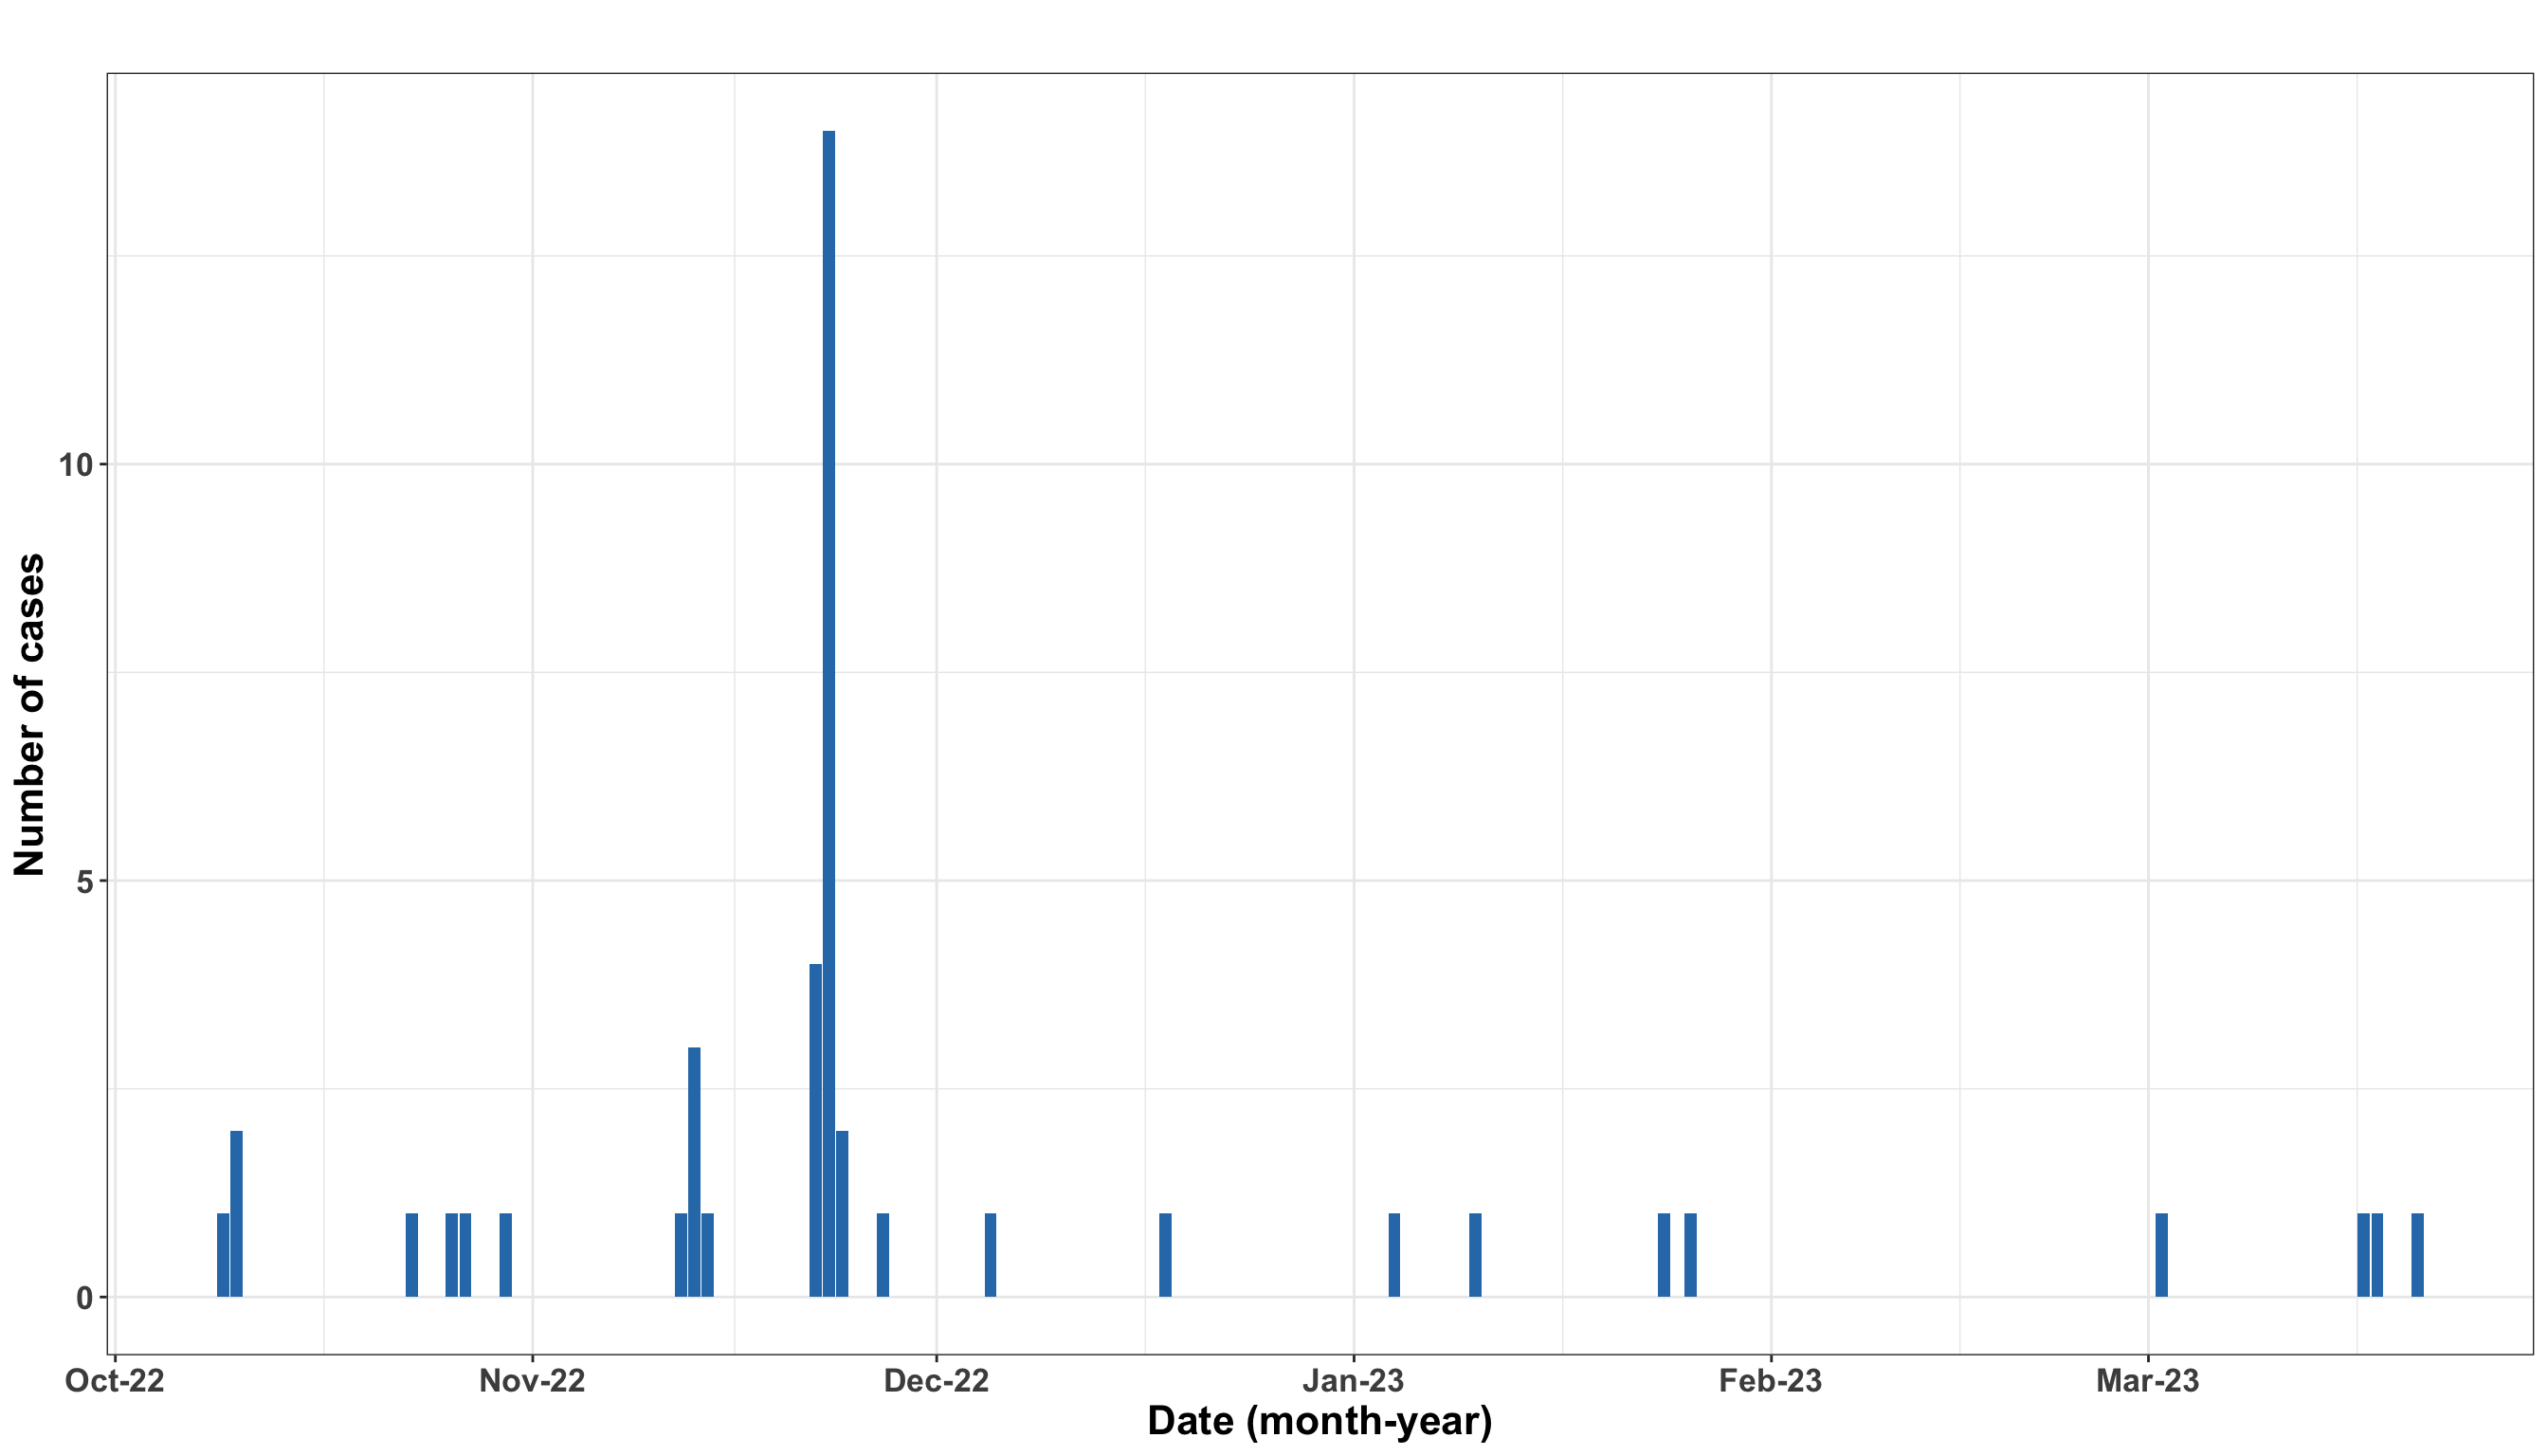 Number of cases
10
5
0
Oct-22 Nov-22 Dec-22 Jan-23 Feb-23 Mar-23
Date (month-year)